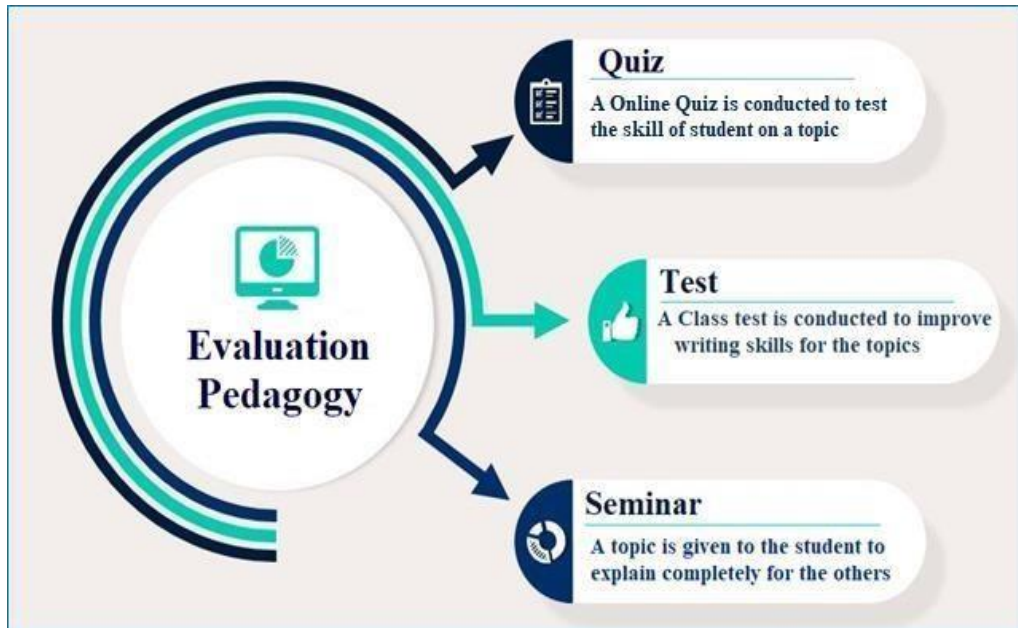 Quiz
A Online Quiz is conducted to test
the skill of student on a topic
Evaluation
Pedagogy
Test
A Class test is conducted to improve
writing skills for the topics
Seminar
A topic is given to the student to
explain completely for the others